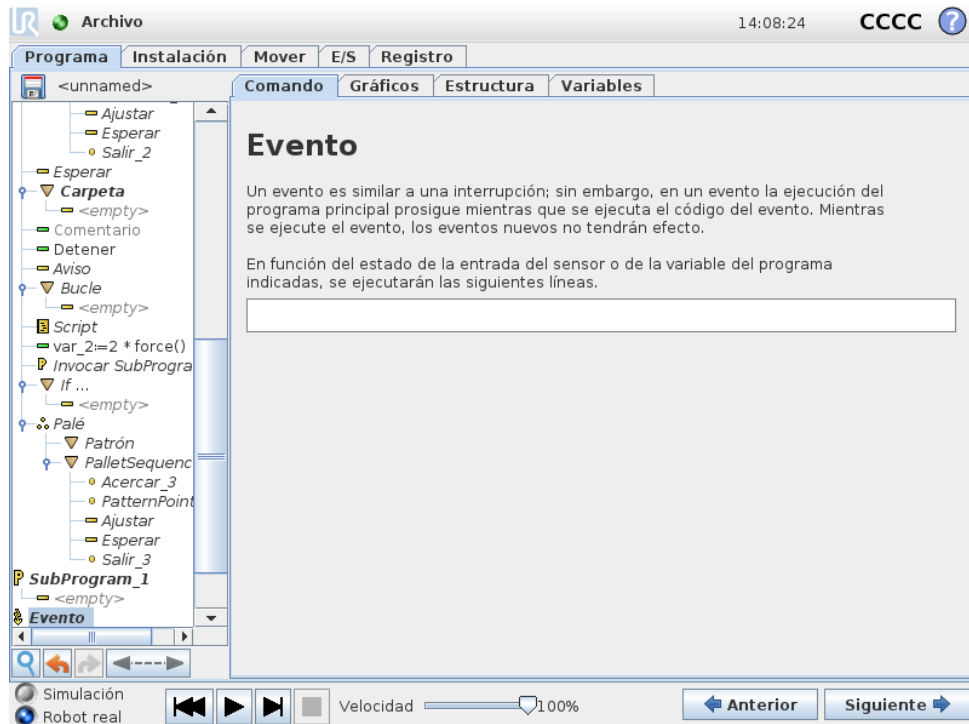 UR Archivo 14:08:24 CCCC ?
Programa Instalación Mover E/S Registro
<unnamed>
Comando Gráficos Estructura Variables
Ajustar
Esperar
Salir_2
Esperar
Carpeta
<empty>
Comentario
Detener
Aviso
Bucle
<empty>
Script
var_2:=2 * force()
Invocar SubProgra
If ...
<empty>
Palé
Patrón
PalletSequenc
Acercar_3
PatternPoint
Ajustar
Esperar
Salir_3
SubProgram_1
<empty>
Evento
Evento
Un evento es similar a una interrupción; sin embargo, en un evento la ejecución del
programa principal prosigue mientras que se ejecuta el código del evento. Mientras
se ejecute el evento, los eventos nuevos no tendrán efecto.
En función del estado de la entrada del sensor o de la variable del programa
indicadas, se ejecutarán las siguientes líneas.
Simulación
Robot real
Velocidad 100%
Anterior Siguiente